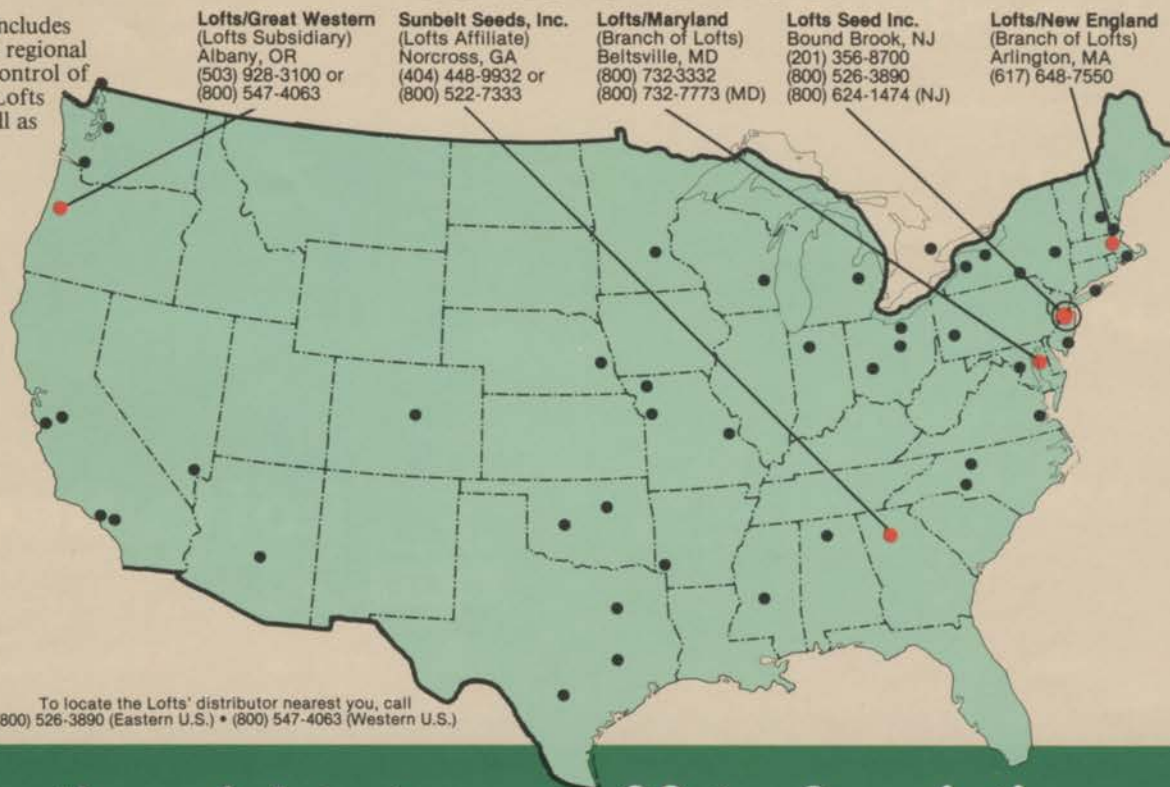 ncludes
regional
ontrol of
Lofts
ll as
Lofts/Great Western
(Lofts Subsidiary)
Albany, OR
(503) 928-3100 or
(800) 547-4063
Sunbelt Seeds, Inc.
(Lofts Affiliate)
Norcross, GA
(404) 448-9932 or
(800) 522-7333
Lofts/Maryland
(Branch of Lofts)
Beltsville, MD
(800) 732-3332
(800) 732-7773 (MD)
Lofts Seed Inc.
Bound Brook, NJ
(201) 356-8700
(800) 526-3890
(800) 624-1474 (NJ)
Lofts/New England
(Branch of Lofts)
Arlington, MA
(617) 648-7550
To locate the Lofts' distributor nearest you, call
800) 526-3890 (Eastern U.S.) • (800) 547-4063 (Western U.S.)